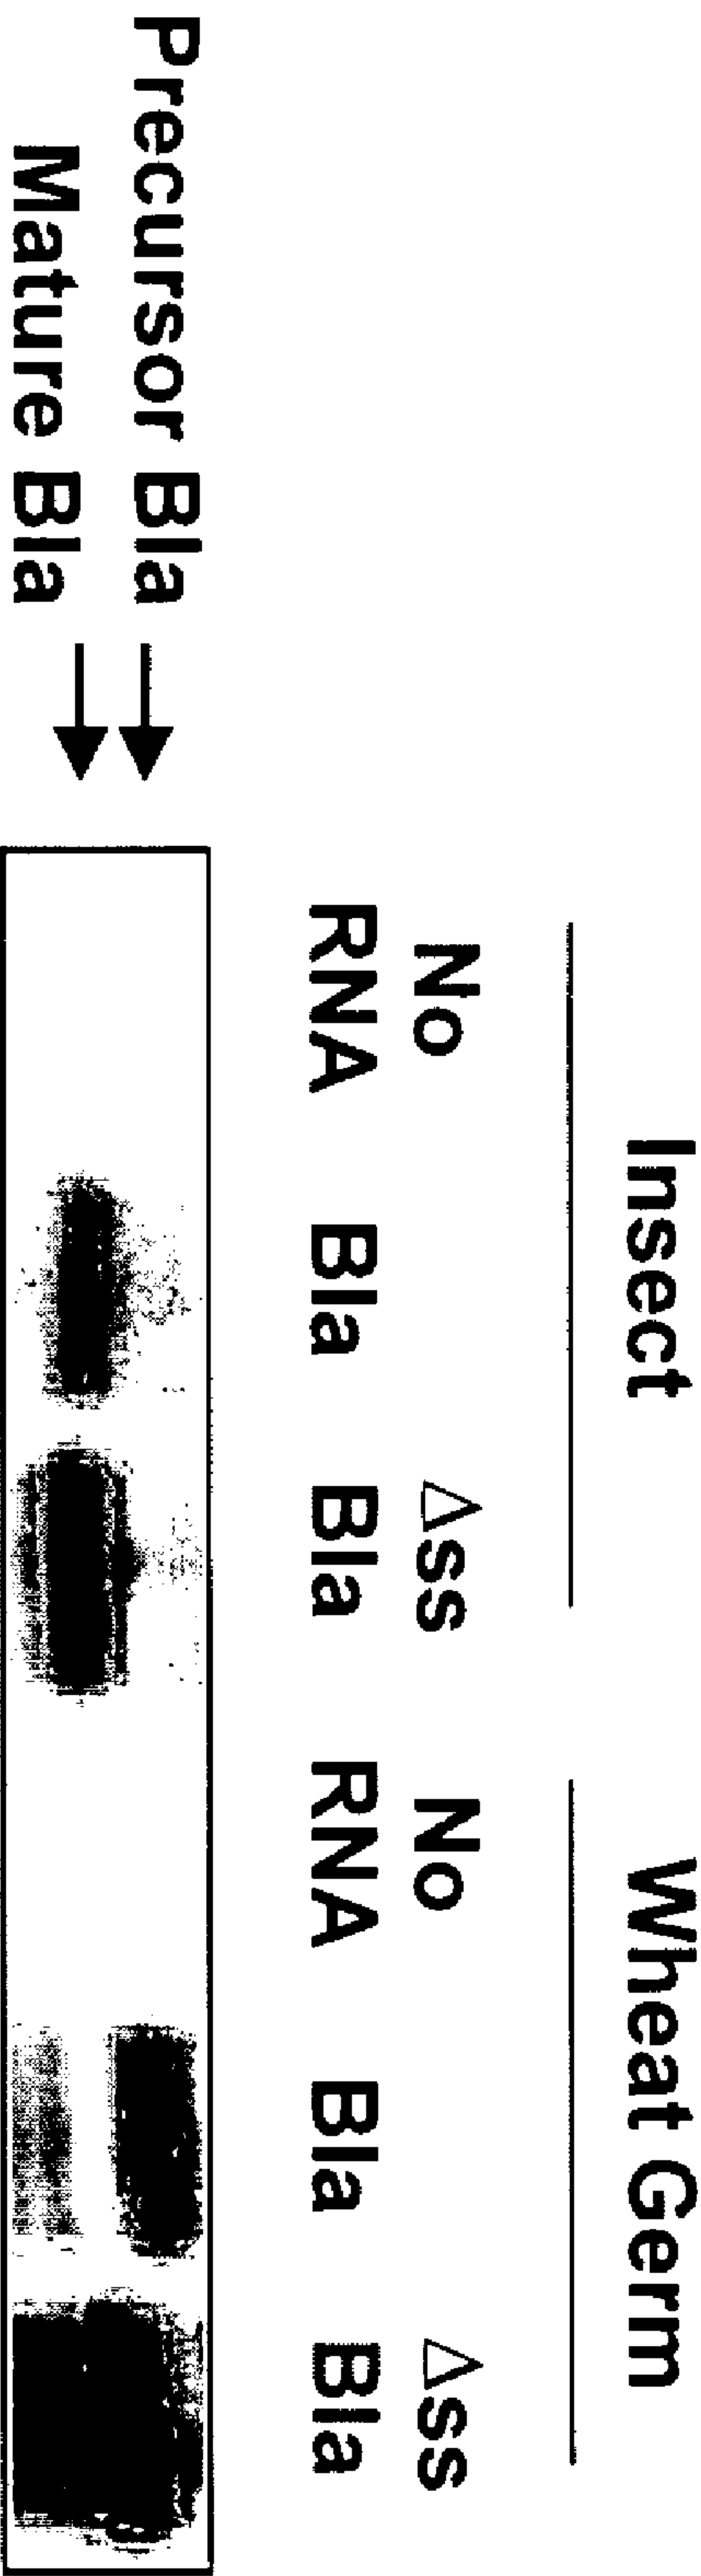 Insect Wheat Germ
No Δss No Δss
RNA Bla Bla RNA Bla Bla
Precursor Bla
Mature Bla